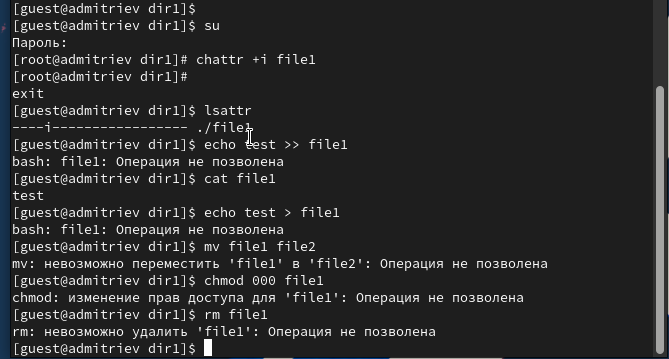 [guest@admitriev dir1]$
[guest@admitriev dir1]$ su
Пароль:
[root@admitriev dir1]# chattr +i file1
[root@admitriev dir1]#
exit
[guest@admitriev dir1]$ lsattr
----i----------------- ./file1
[guest@admitriev dir1]$ echo test >> file1
bash: file1: Операция не позволена
[guest@admitriev dir1]$ cat file1
test
[guest@admitriev dir1]$ echo test > file1
bash: file1: Операция не позволена
[guest@admitriev dir1]$ mv file1 file2
mv: невозможно переместить 'file1' в 'file2': Операция не позволена
[guest@admitriev dir1]$ chmod 000 file1
chmod: изменение прав доступа для 'file1': Операция не позволена
[guest@admitriev dir1]$ rm file1
rm: невозможно удалить 'file1': Операция не позволена
[guest@admitriev dir1]$